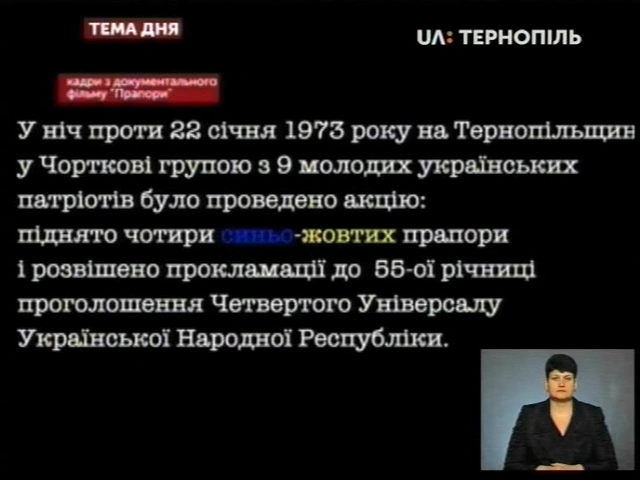 ТЕМА ДНЯ
UA: ТЕРНОПІЛЬ
кадри з документального
фільму "Прапори"
У ніч проти 22 січня 1973 року на Тернопільщин
у Чорткові групою з 9 молодих українських
патріотів було проведено акцію:
піднято чотири синьо-жовтих прапори
і розвішено прокламації до 55-ої річниці
проголошення Четвертого Універсалу
Української Народної Республіки.